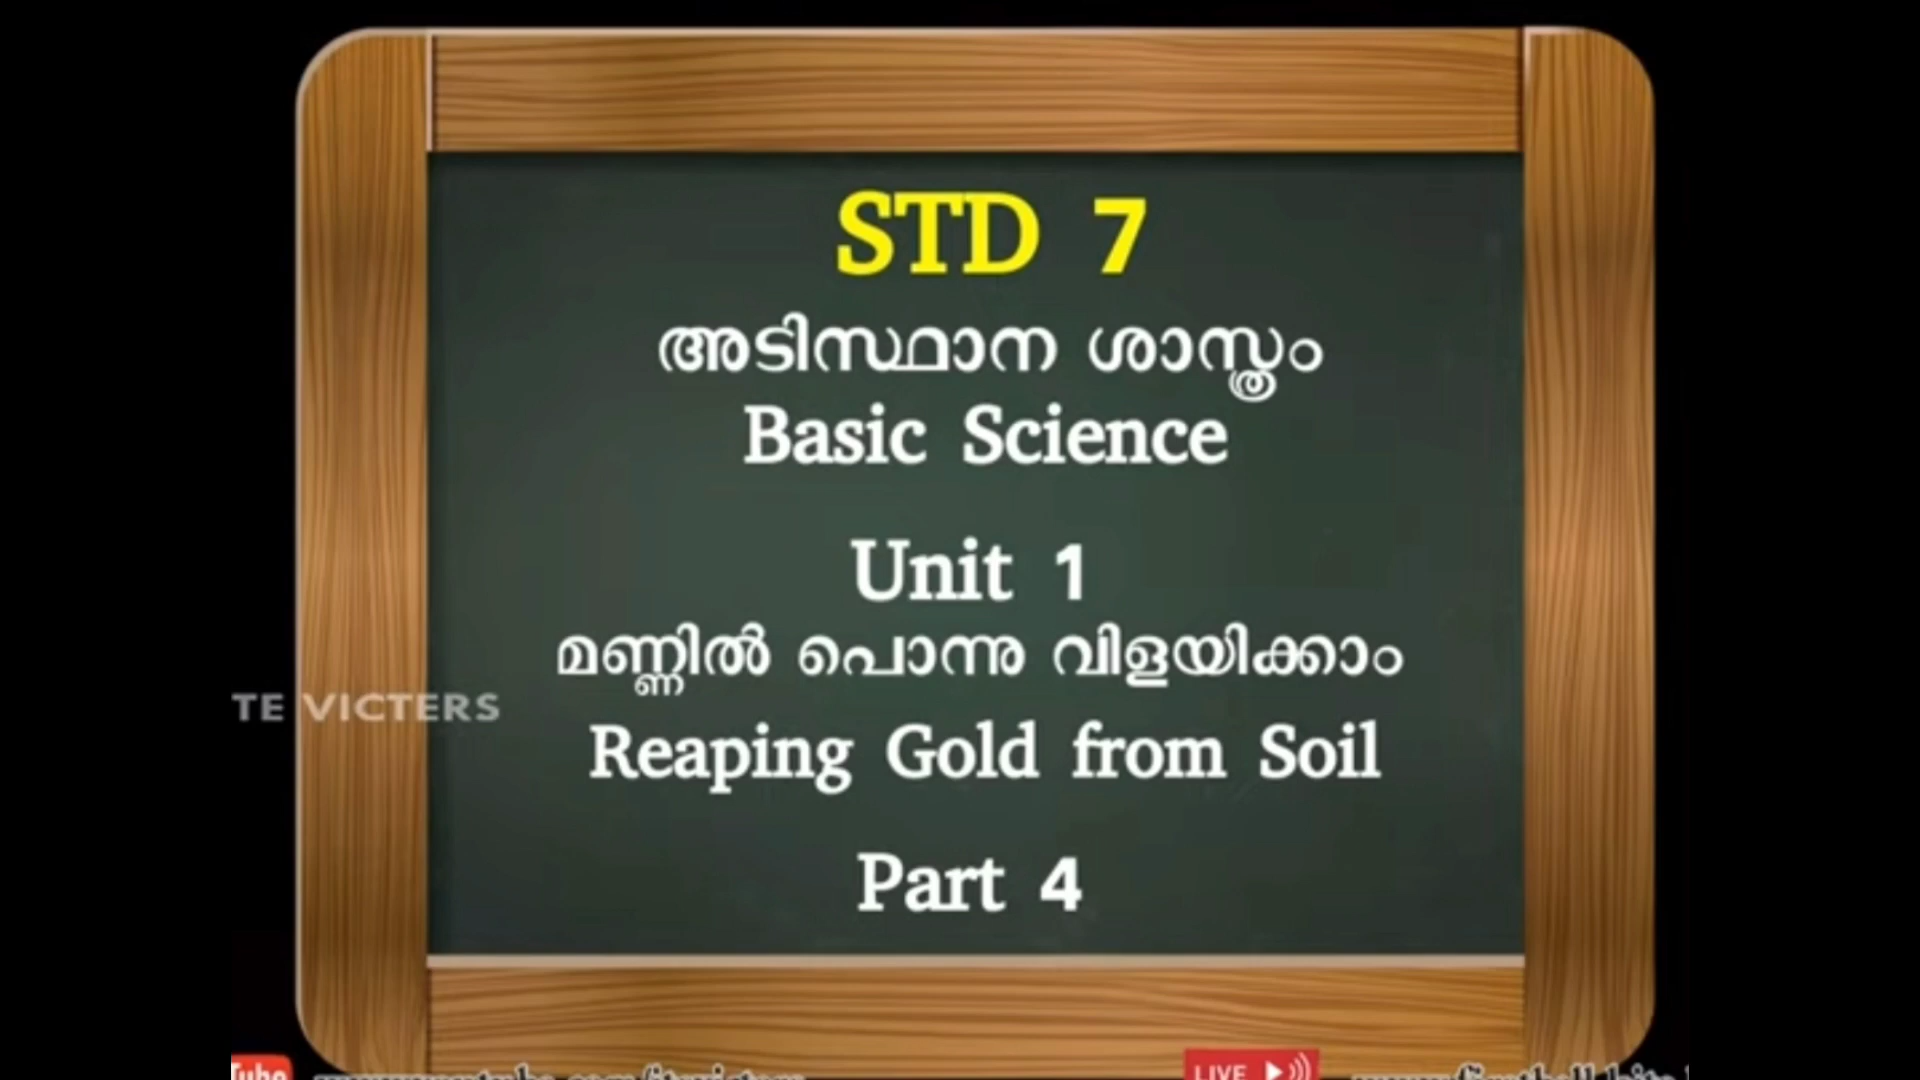 STD 7
അടിസ്ഥാന ശാസ്ത്രം
Basic Science
Unit 1
മണ്ണിൽ പൊന്നു വിളയിക്കാം
TE VICTERS
Reaping Gold from Soil
Part 4
LIVE